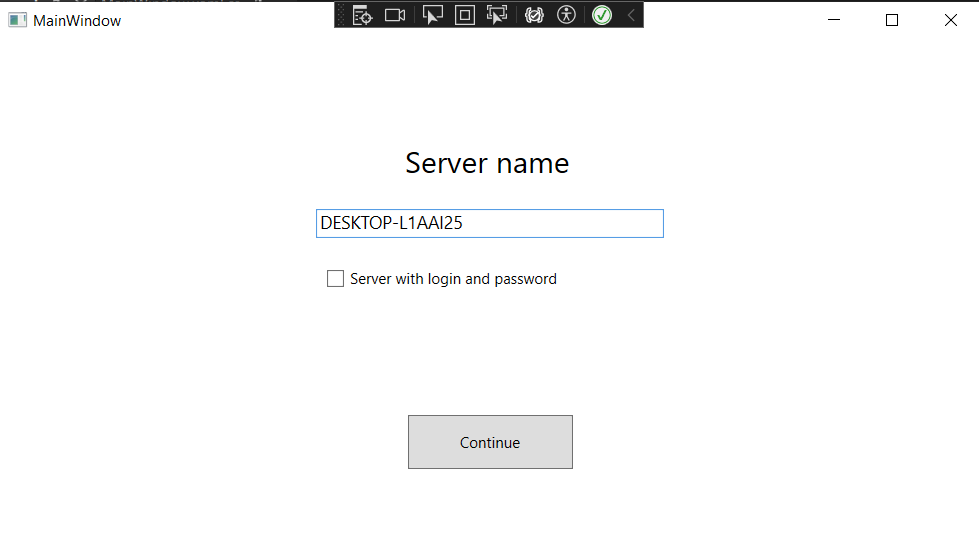 MainWindow
Server name
DESKTOP-L1AAI25
Server with login and password
Continue